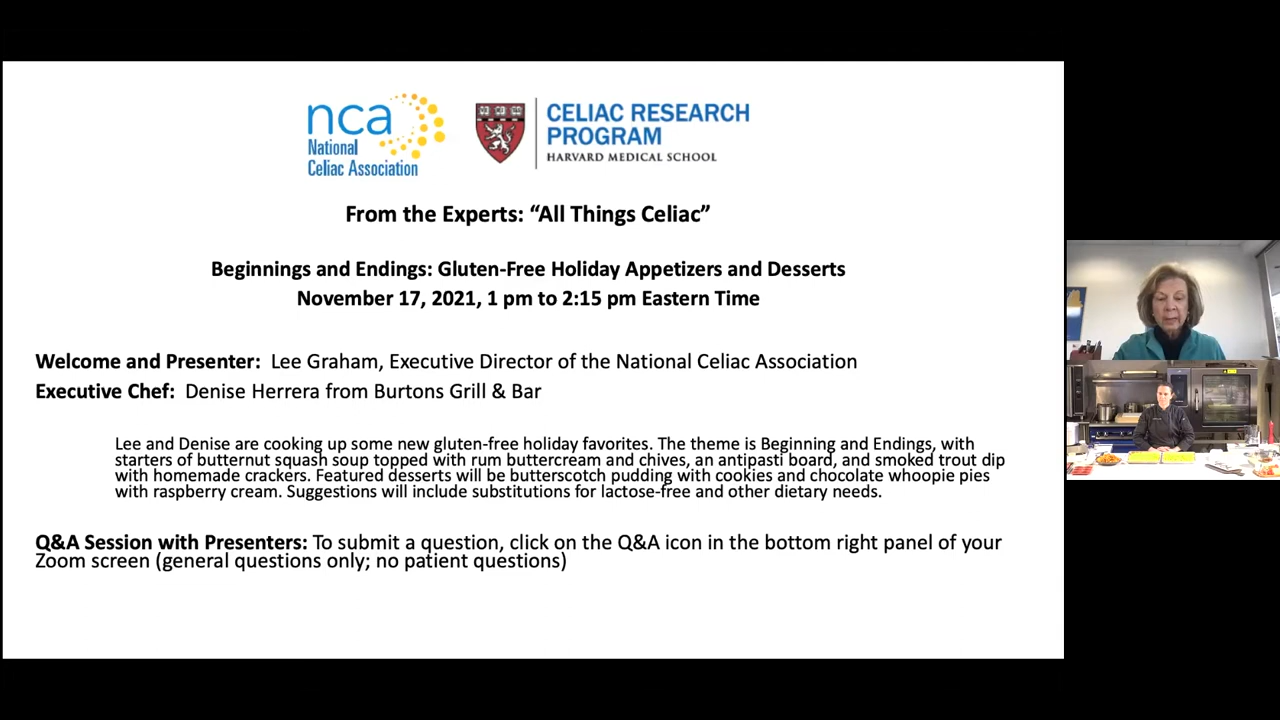 nca
National
Celiac Association
CELIAC RESEARCH
PROGRAM
HARVARD MEDICAL SCHOOL
From the Experts: “All Things Celiac”
Beginnings and Endings: Gluten-Free Holiday Appetizers and Desserts
November 17, 2021, 1 pm to 2:15 pm Eastern Time
Welcome and Presenter: Lee Graham, Executive Director of the National Celiac Association
Executive Chef: Denise Herrera from Burtons Grill & Bar
Lee and Denise are cooking up some new gluten-free holiday favorites. The theme is Beginning and Endings, with
starters of butternut squash soup topped with rum buttercream and chives, an antipasti board, and smoked trout dip
with homemade crackers. Featured desserts will be butterscotch pudding with cookies and chocolate whoopie pies
with raspberry cream. Suggestions will include substitutions for lactose-free and other dietary needs.
Q&A Session with Presenters: To submit a question, click on the Q&A icon in the bottom right panel of your
Zoom screen (general questions only; no patient questions)